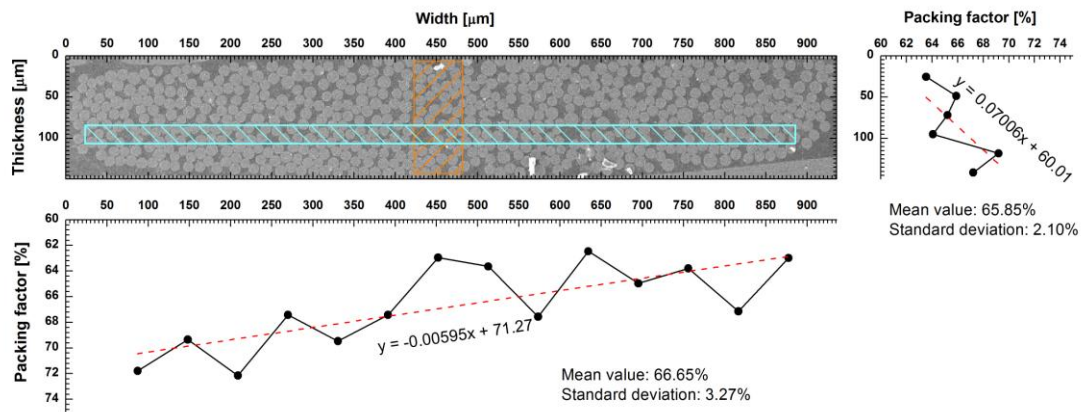 Width [μm]
0 50 100 150 200 250 300 350 400 450 500 550 600 650 700 750 800 850 900
Thickness [μm]
0
50
100
Packing factor [%]
60 62 64 66 68 70 72 74
0
50
100
y = 0.07006x + 60.01
Mean value: 65.85%
Standard deviation: 2.10%
0 50 100 150 200 250 300 350 400 450 500 550 600 650 700 750 800 850 900
Packing factor [%]
60
62
64
66
68
70
72
74
y = -0.00595x + 71.27
Mean value: 66.65%
Standard deviation: 3.27%